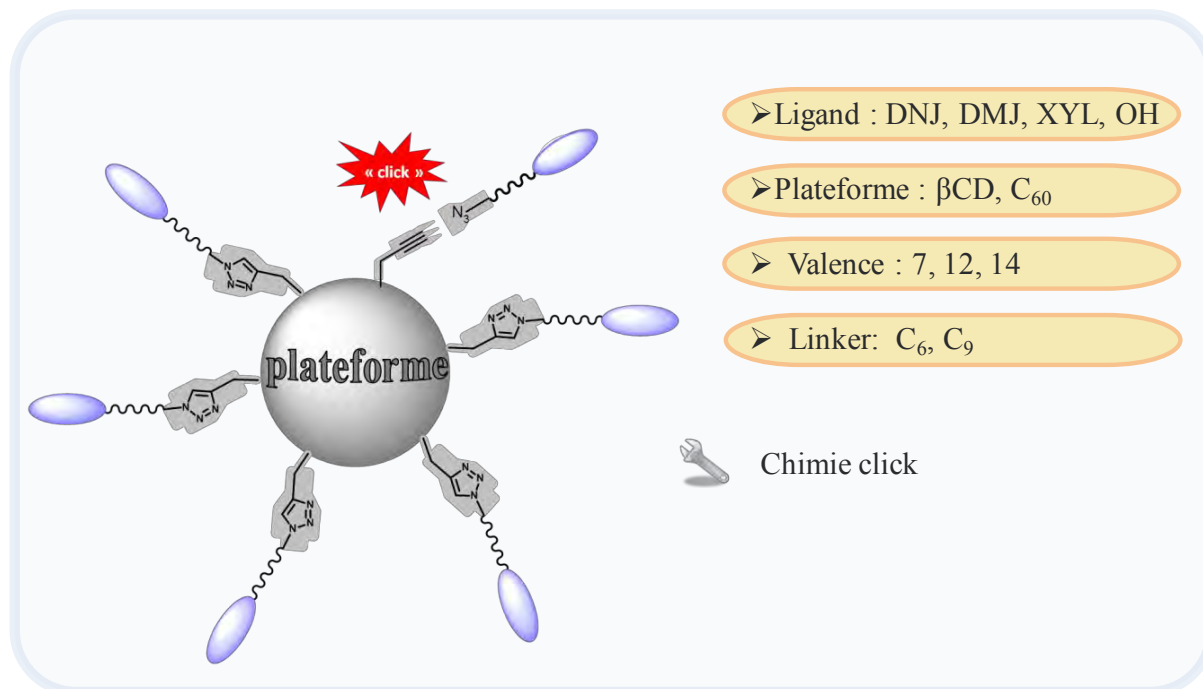 « click »
N₃
plateforme
N
N=N
N=N
N
N
N=N
N
N=N
N
N=N
N
N=N
➤Ligand : DNJ, DMJ, XYL, OH
➤Plateforme : βCD, C₆₀
➤ Valence : 7, 12, 14
➤ Linker: C₆, C₉
Chimie click